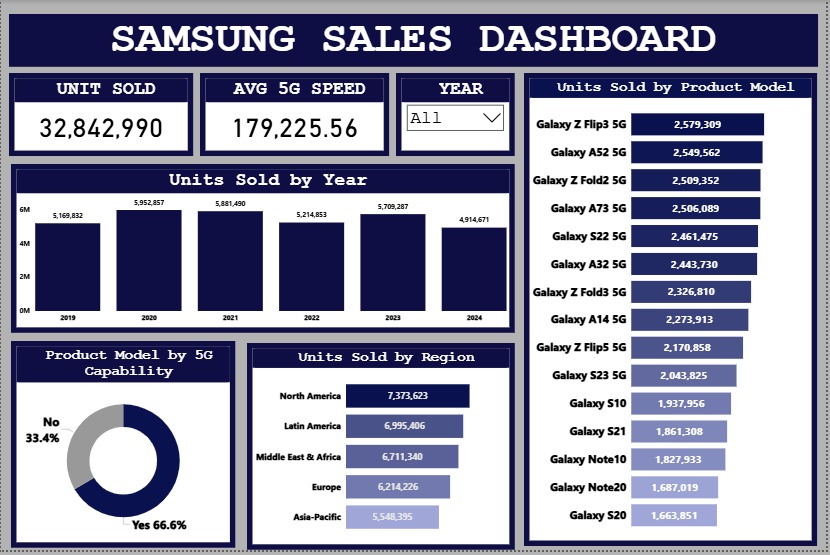 SAMSUNG SALES DASHBOARD
UNIT SOLD
32,842,990
AVG 5G SPEED
179,225.56
YEAR
All
Units Sold by Year
6M
4M
2M
0M
5,169,832
5,952,857
5,881,490
5,214,853
5,709,287
4,914,671
2019
2020
2021
2022
2023
2024
Product Model by 5G
Capability
No
33.4%
Yes 66.6%
Units Sold by Region
North America 7,373,623
Latin America 6,995,406
Middle East & Africa 6,711,340
Europe 6,214,226
Asia-Pacific 5,548,395
Units Sold by Product Model
Galaxy Z Flip3 5G 2,579,309
Galaxy A52 5G 2,549,562
Galaxy Z Fold2 5G 2,509,352
Galaxy A73 5G 2,506,089
Galaxy S22 5G 2,461,475
Galaxy A32 5G 2,443,730
Galaxy Z Fold3 5G 2,326,810
Galaxy A14 5G 2,273,913
Galaxy Z Flip5 5G 2,170,858
Galaxy S23 5G 2,043,825
Galaxy S10 1,937,956
Galaxy S21 1,861,308
Galaxy Note10 1,827,933
Galaxy Note20 1,687,019
Galaxy S20 1,663,851